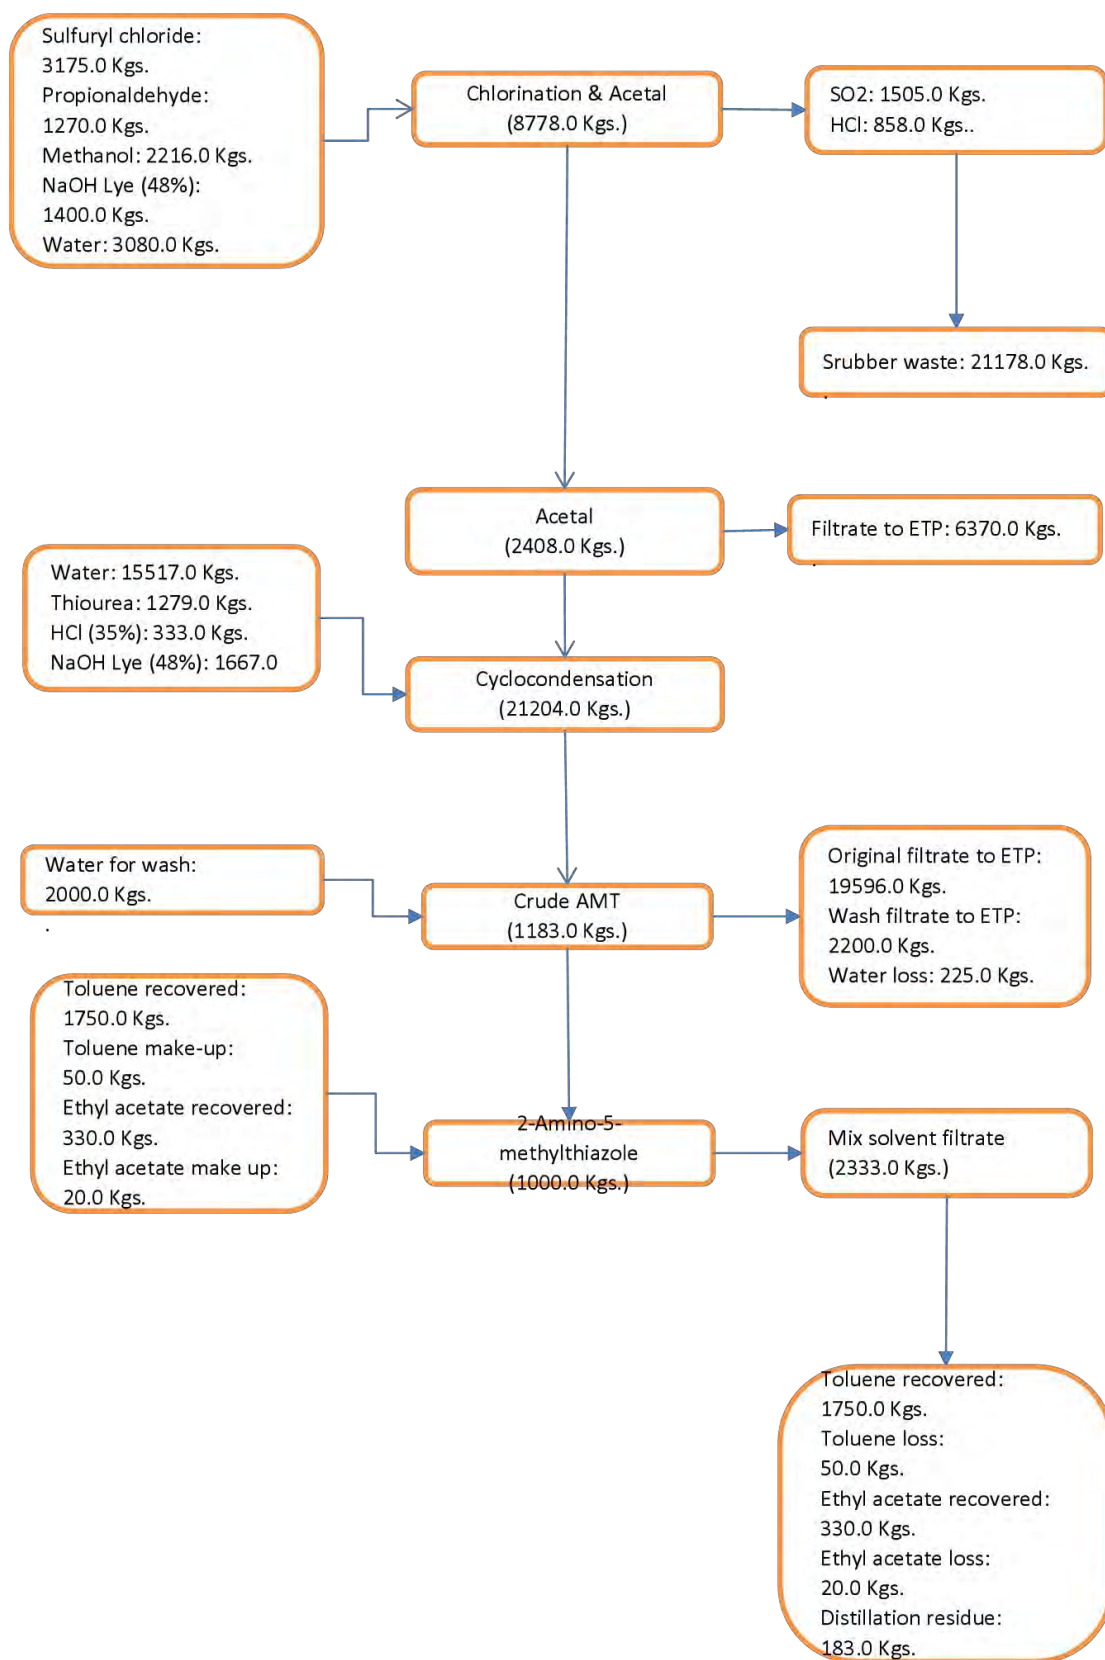 Sulfuryl chloride:
3175.0 Kgs.
Propionaldehyde:
1270.0 Kgs.
Methanol: 2216.0 Kgs.
NaOH Lye (48%):
1400.0 Kgs.
Water: 3080.0 Kgs.
Chlorination & Acetal
(8778.0 Kgs.)
SO2: 1505.0 Kgs.
HCl: 858.0 Kgs..
Srubber waste: 21178.0 Kgs.
.
Acetal
(2408.0 Kgs.)
Filtrate to ETP: 6370.0 Kgs.
.
Water: 15517.0 Kgs.
Thiourea: 1279.0 Kgs.
HCl (35%): 333.0 Kgs.
NaOH Lye (48%): 1667.0
Cyclocondensation
(21204.0 Kgs.)
Water for wash:
2000.0 Kgs.
.
Crude AMT
(1183.0 Kgs.)
Original filtrate to ETP:
19596.0 Kgs.
Wash filtrate to ETP:
2200.0 Kgs.
Water loss: 225.0 Kgs.
Toluene recovered:
1750.0 Kgs.
Toluene make-up:
50.0 Kgs.
Ethyl acetate recovered:
330.0 Kgs.
Ethyl acetate make up:
20.0 Kgs.
2-Amino-5-
methylthiazole
(1000.0 Kgs.)
Mix solvent filtrate
(2333.0 Kgs.)
Toluene recovered:
1750.0 Kgs.
Toluene loss:
50.0 Kgs.
Ethyl acetate recovered:
330.0 Kgs.
Ethyl acetate loss:
20.0 Kgs.
Distillation residue:
183.0 Kgs.